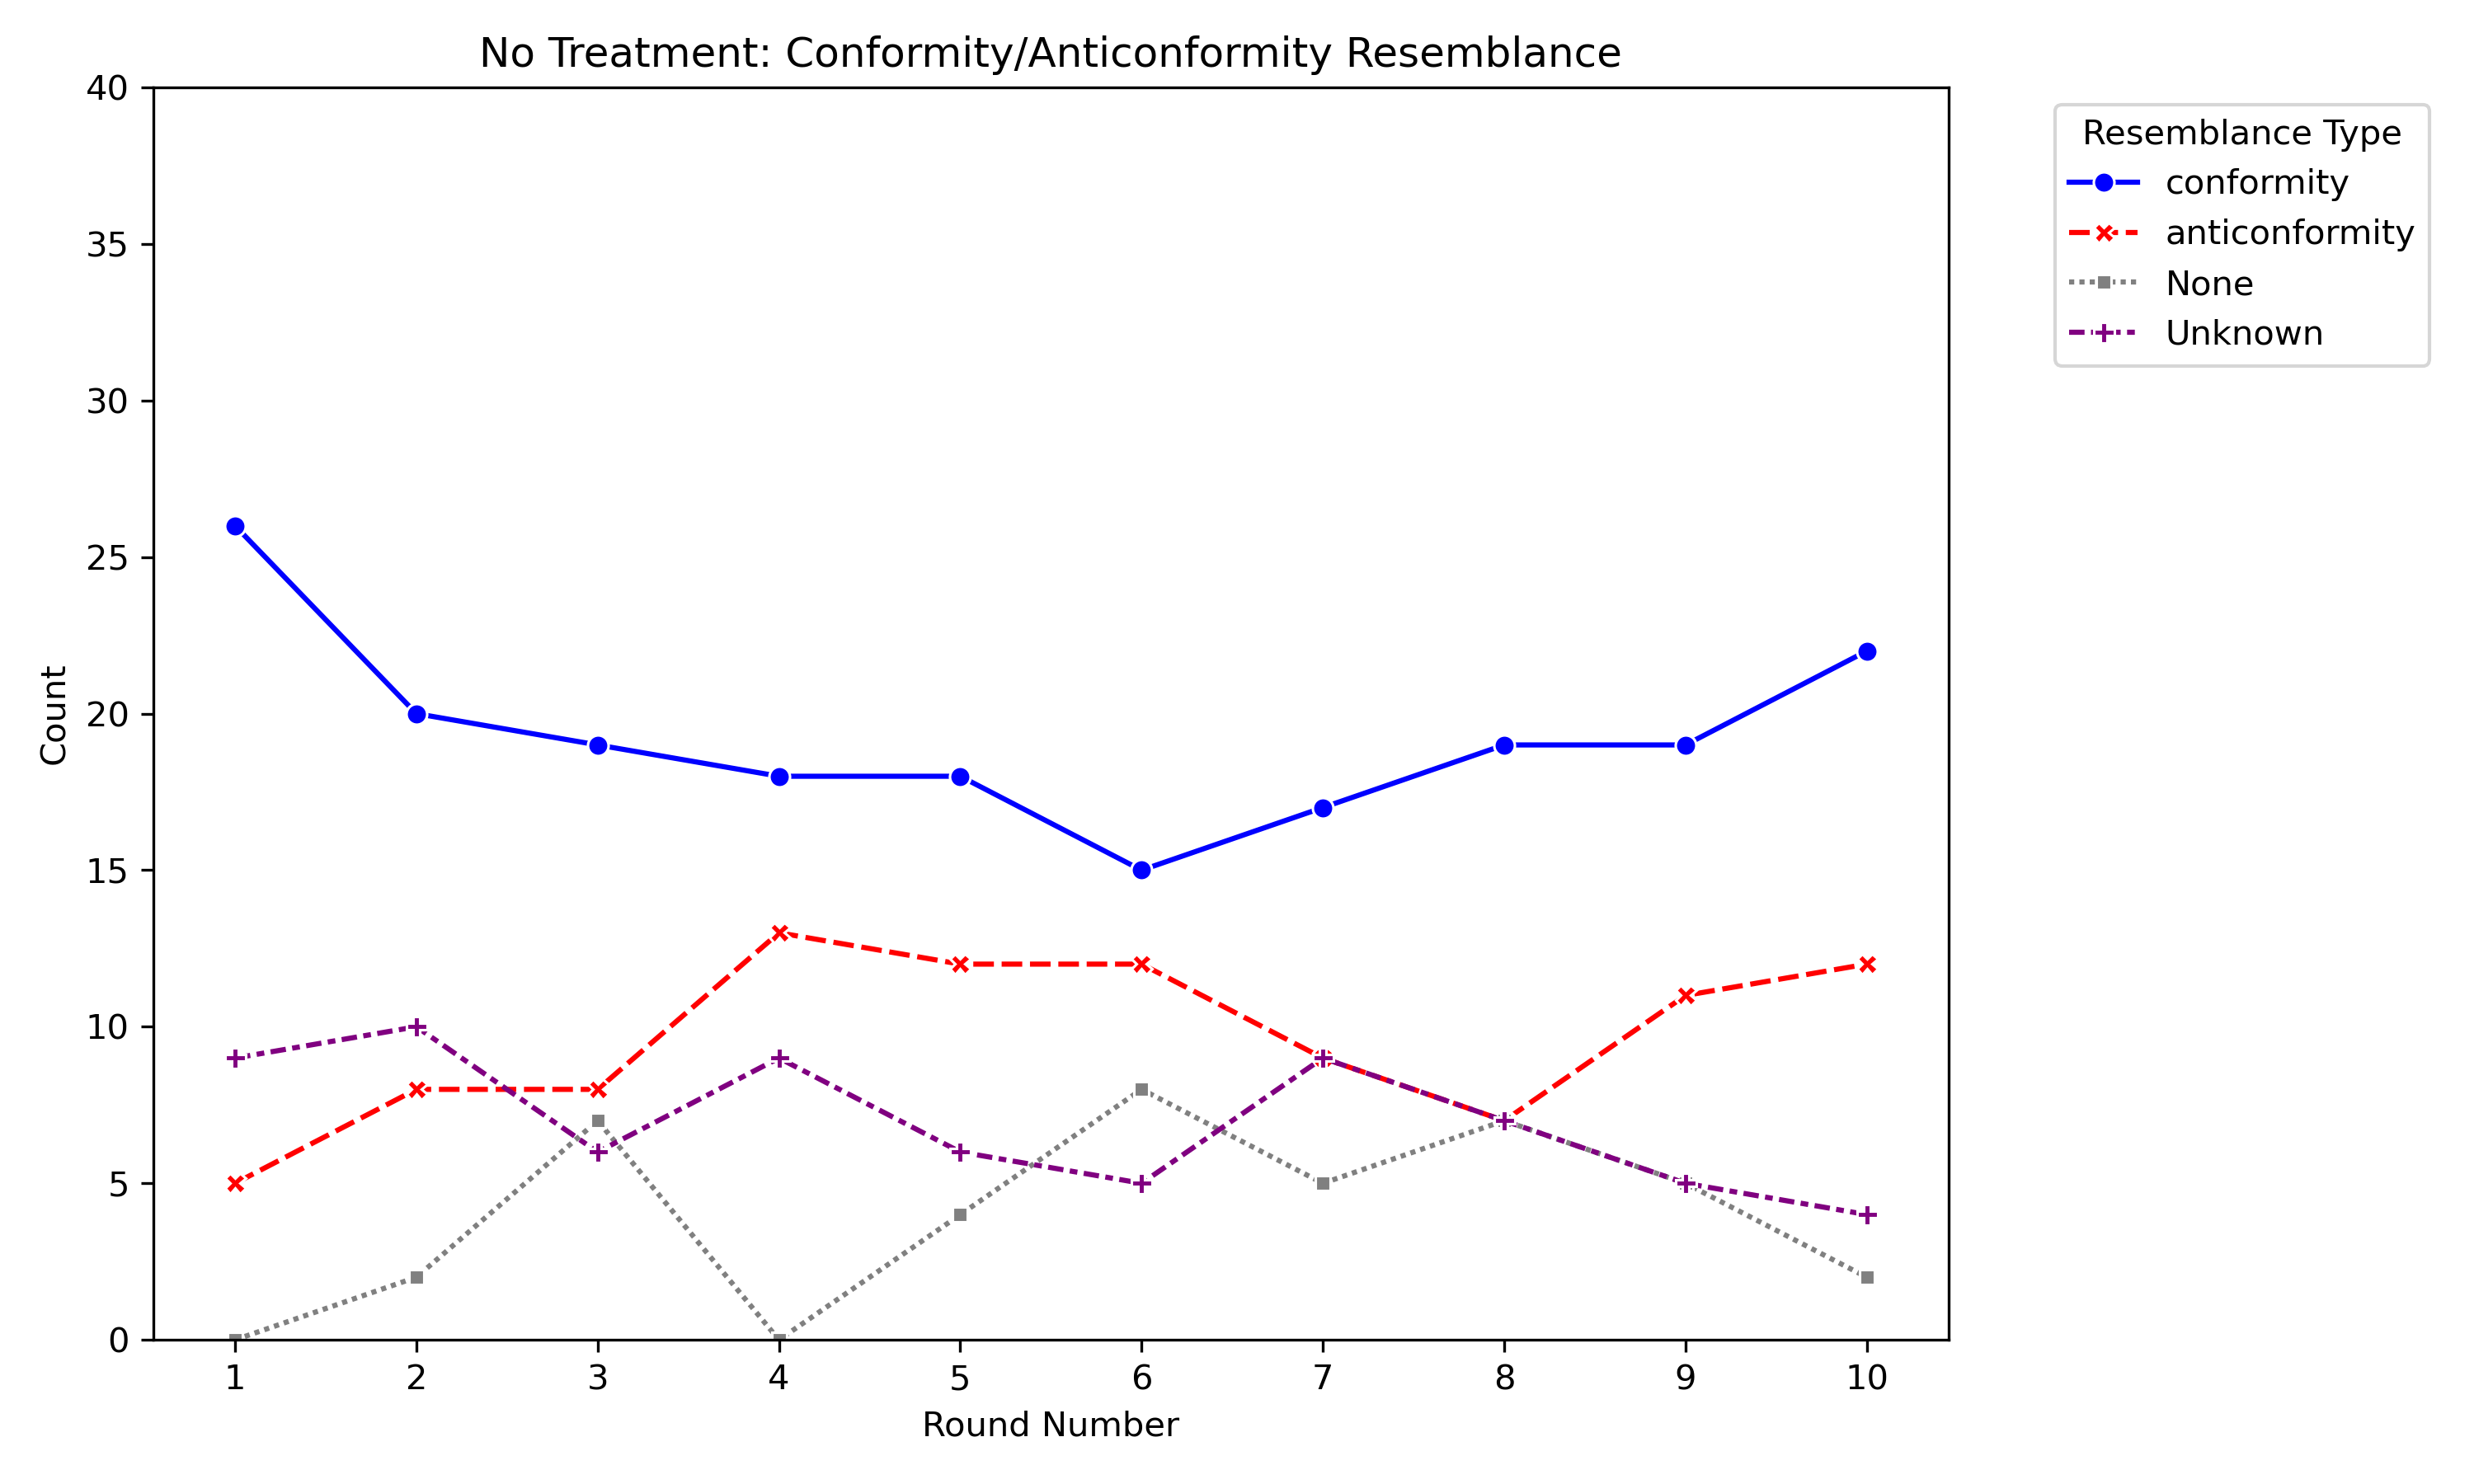 No Treatment: Conformity/Anticonformity Resemblance
40
35
30
25
20
15
10
5
0
Count
1 2 3 4 5 6 7 8 9 10
Round Number
Resemblance Type
conformity
anticonformity
None
Unknown